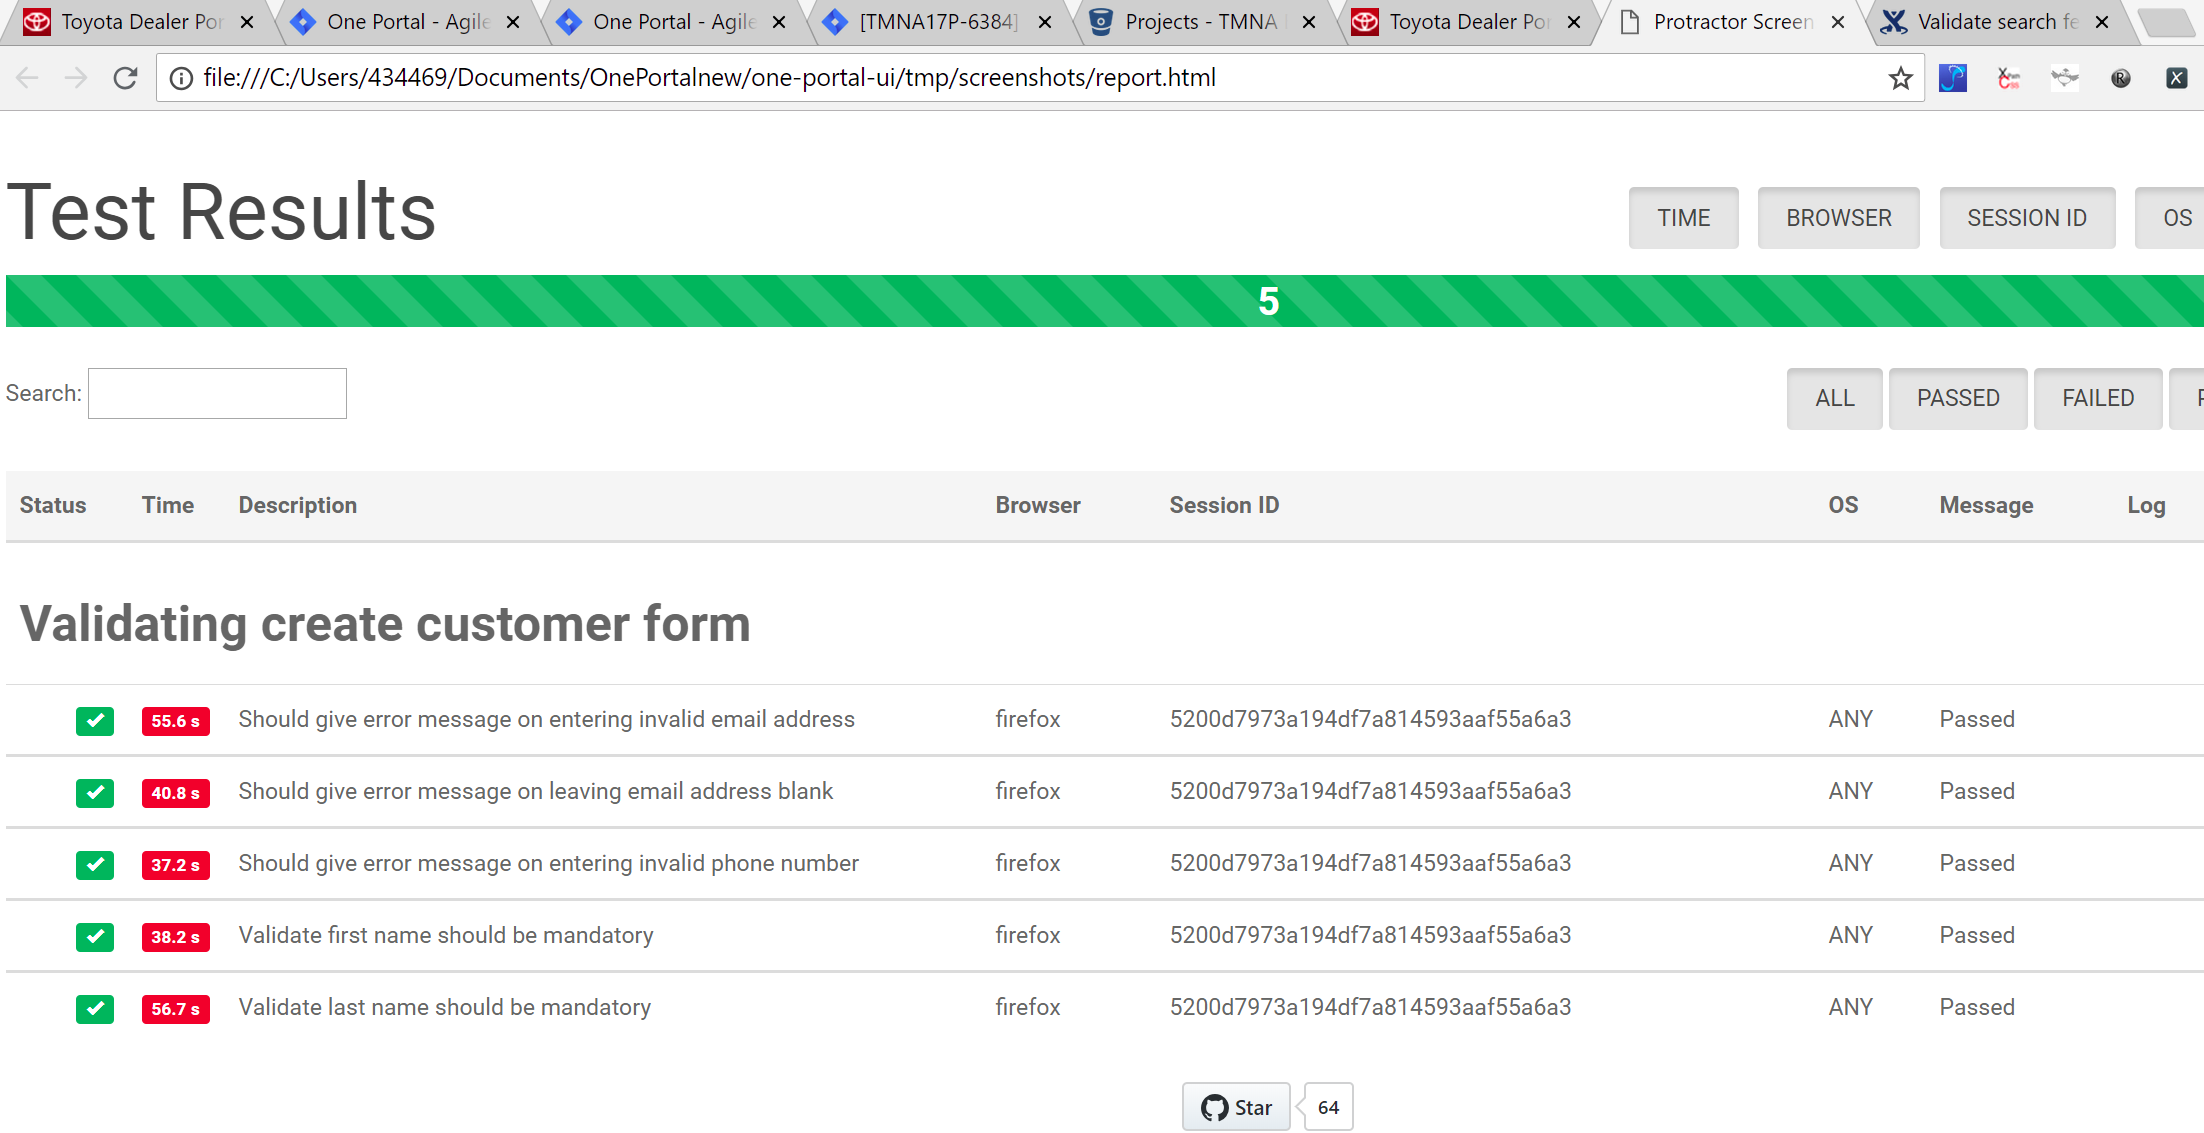 Toyota Dealer Por
One Portal - Agile
One Portal - Agile
[TMNA17P-6384]
Projects - TMNA
Toyota Dealer Por
Protractor Screen
Validate search fe
file:///C:/Users/434469/Documents/OnePortalnew/one-portal-ui/tmp/screenshots/report.html
Test Results
TIME BROWSER SESSION ID OS
5
Search:
ALL PASSED FAILED
Status Time Description Browser Session ID OS Message Log
Validating create customer form
55.6 s Should give error message on entering invalid email address firefox 5200d7973a194df7a814593aaf55a6a3 ANY Passed
40.8 s Should give error message on leaving email address blank firefox 5200d7973a194df7a814593aaf55a6a3 ANY Passed
37.2 s Should give error message on entering invalid phone number firefox 5200d7973a194df7a814593aaf55a6a3 ANY Passed
38.2 s Validate first name should be mandatory firefox 5200d7973a194df7a814593aaf55a6a3 ANY Passed
56.7 s Validate last name should be mandatory firefox 5200d7973a194df7a814593aaf55a6a3 ANY Passed
Star 64